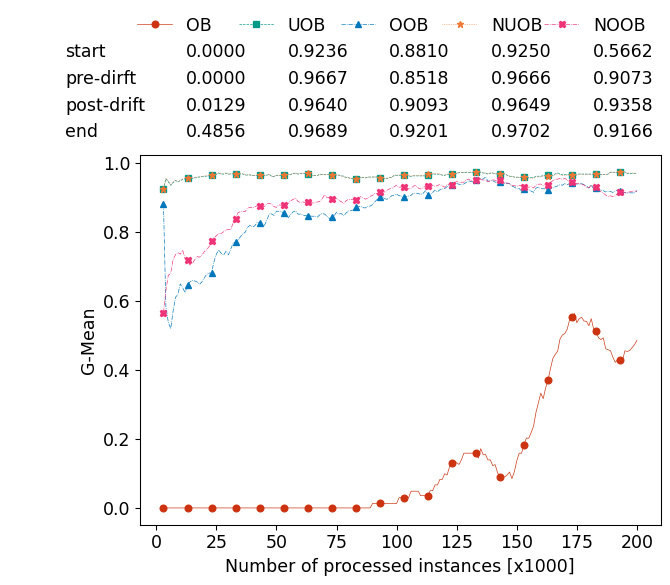 OB UOB OOB NUOB NOOB
start 0.0000 0.9236 0.8810 0.9250 0.5662
pre-dirft 0.0000 0.9667 0.8518 0.9666 0.9073
post-drift 0.0129 0.9640 0.9093 0.9649 0.9358
end 0.4856 0.9689 0.9201 0.9702 0.9166
1.0
0.8
0.6
0.4
0.2
0.0
G-Mean
0 25 50 75 100 125 150 175 200
Number of processed instances [x1000]